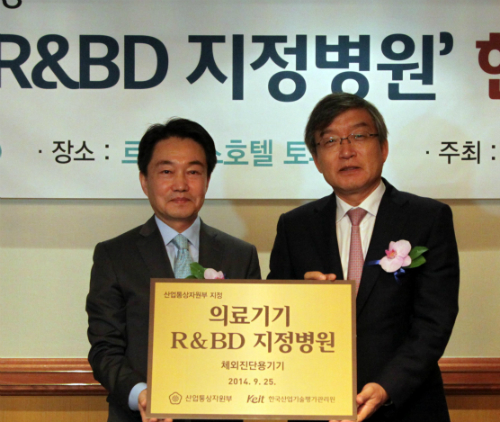 R&BD 지정병원'
· 장소 :
호텔
· 주최 :
산업통상자원부 지정
의료기기
R&BD 지정병원
체외진단용기기
2014. 9. 25.
산업통상자원부
Keit 한국산업기술평가관리원